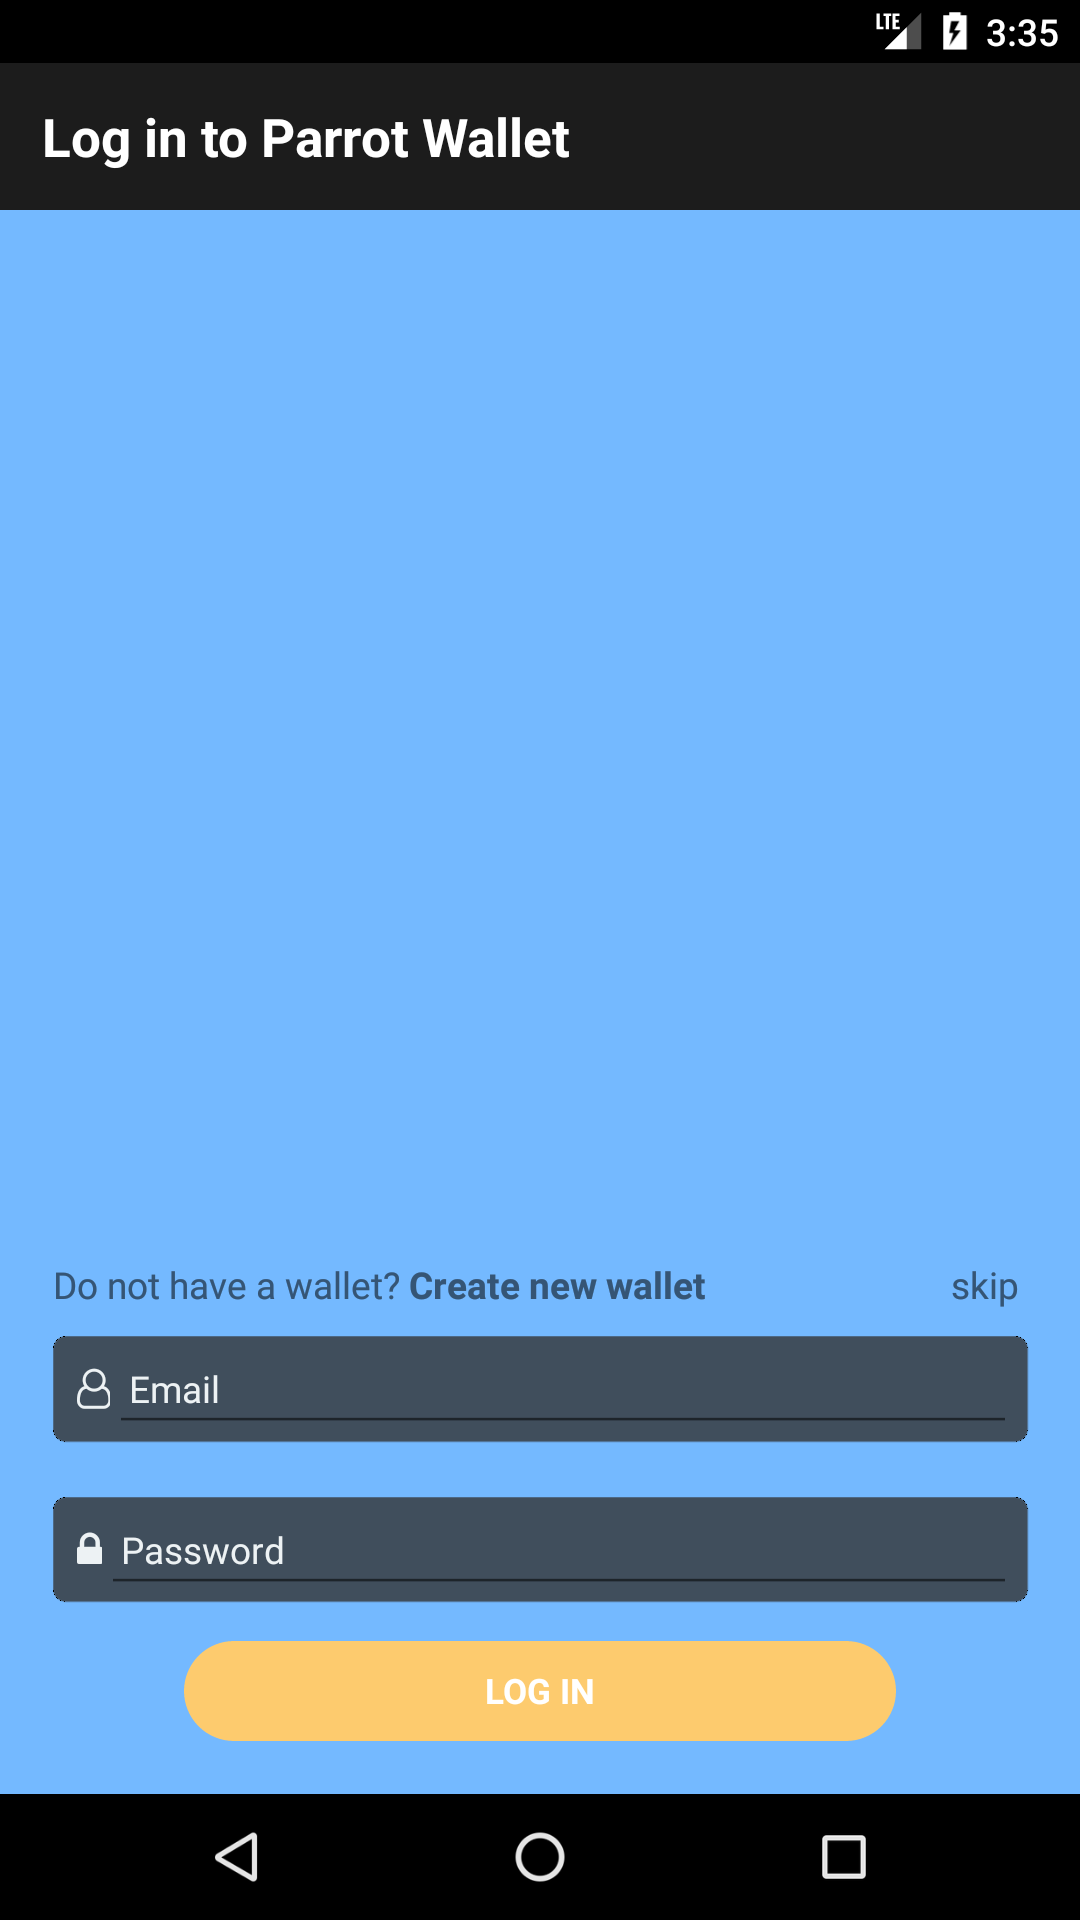 LTE 3:35
Log in to Parrot Wallet
Do not have a wallet? Create new wallet skip
Email
Password
LOG IN